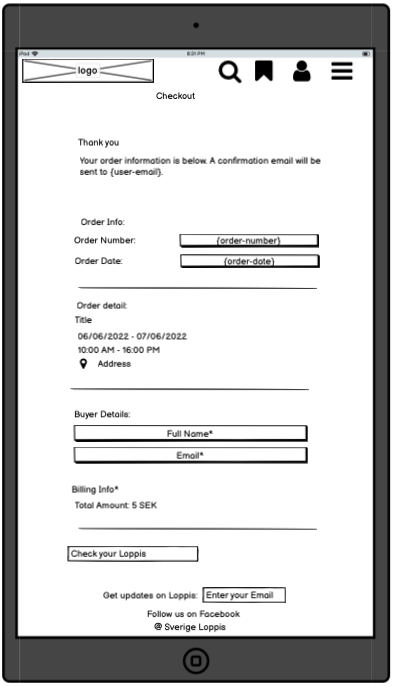 iPad 8:31 PM
logo
Checkout
Thank you
Your order information is below. A confirmation email will be
sent to {user-email}.
Order Info:
Order Number: {order-number}
Order Date: {order-date}
Order detail:
Title
06/06/2022 - 07/06/2022
10:00 AM - 16:00 PM
Address
Buyer Details:
Full Name*
Email*
Billing Info*
Total Amount: 5 SEK
Check your Loppis
Get updates on Loppis: Enter your Email
Follow us on Facebook
@ Sverige Loppis